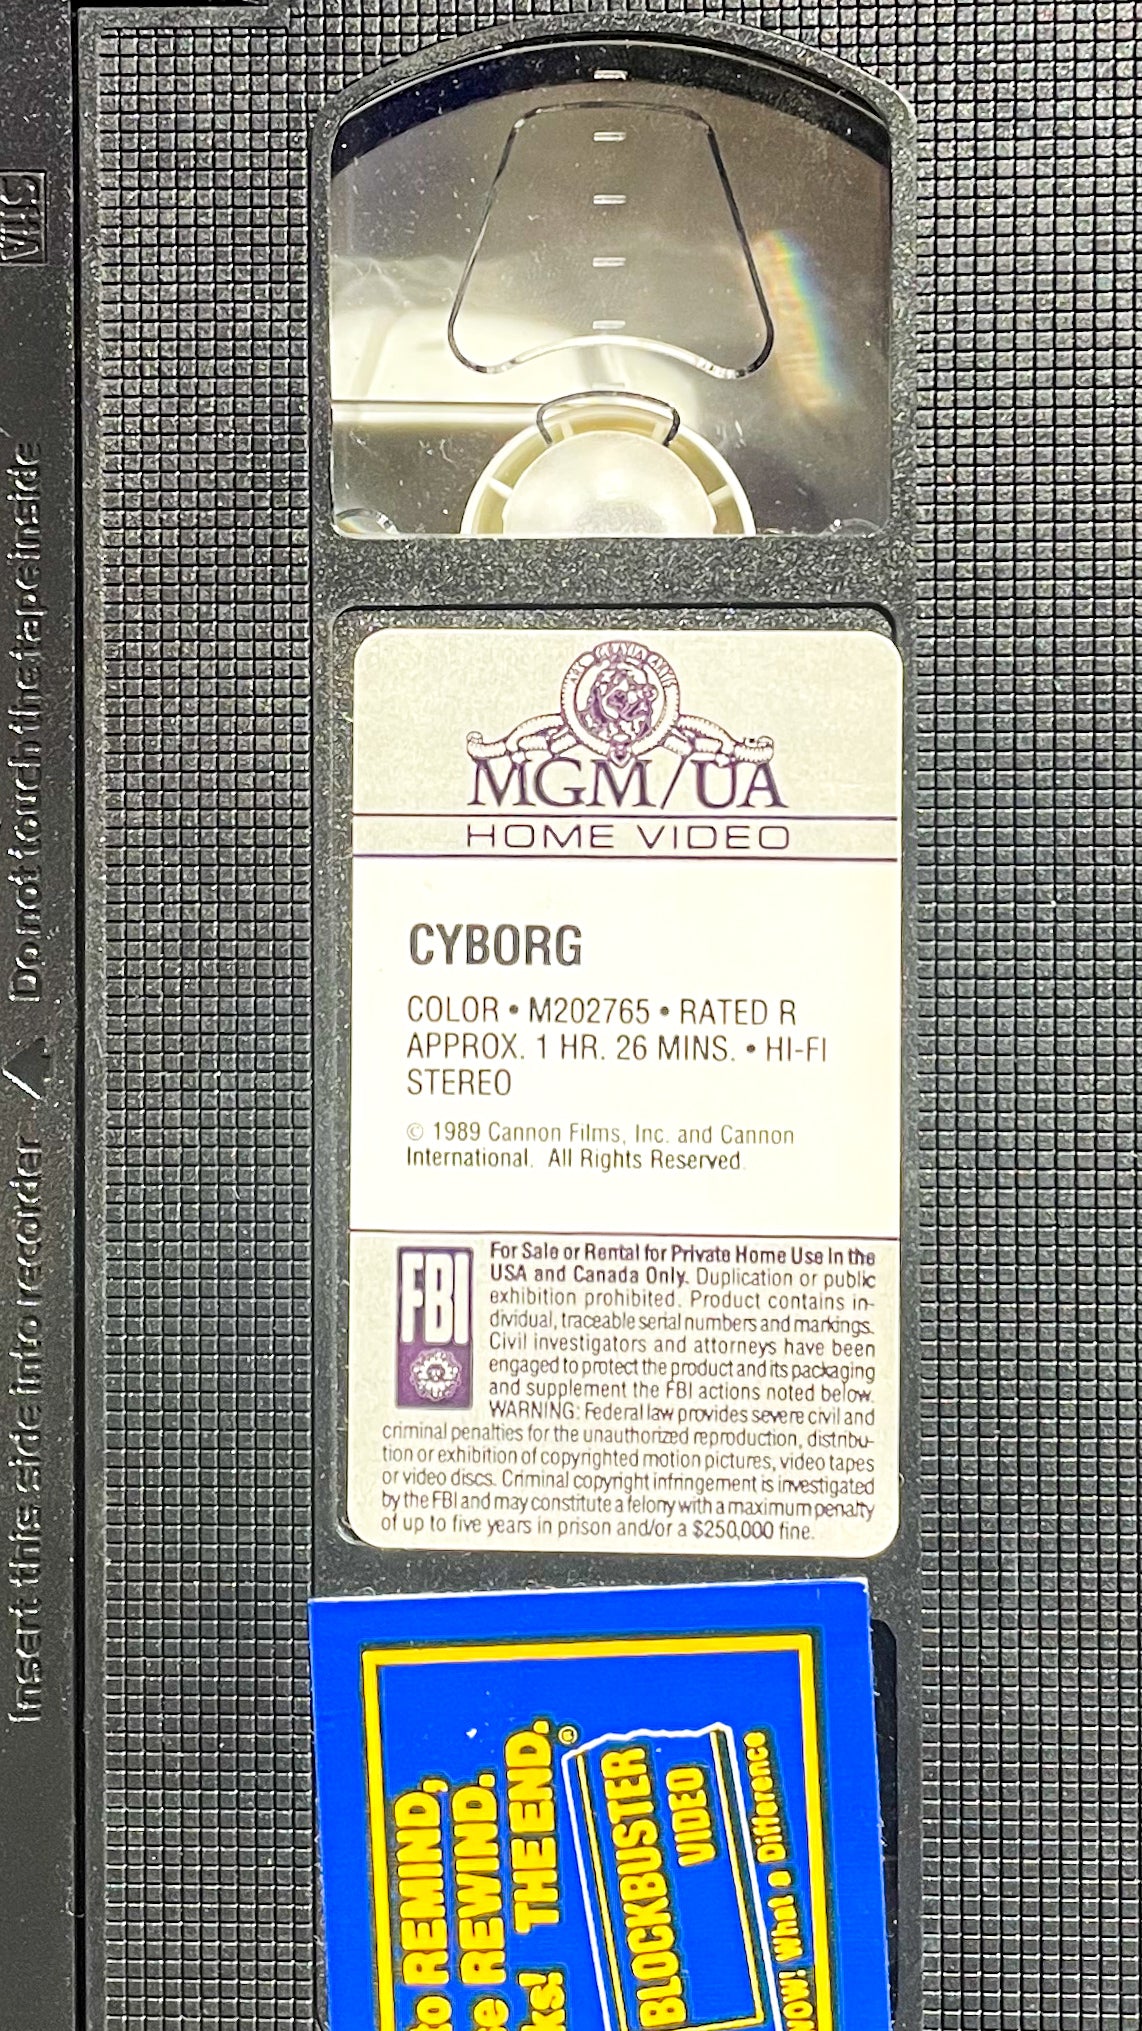 VHS
Do not touch the tape inside
Insert this side into recorder
ARS GRATIA ARTIS
MGM/UA
HOME VIDEO
CYBORG
COLOR • M202765 • RATED R
APPROX. 1 HR. 26 MINS. • HI-FI
STEREO
© 1989 Cannon Films, Inc. and Cannon
International. All Rights Reserved.
FBI
For Sale or Rental for Private Home Use In the
USA and Canada Only. Duplication or public
exhibition prohibited. Product contains in-
dividual, traceable serial numbers and markings.
Civil investigators and attorneys have been
engaged to protect the product and its packaging
and supplement the FBI actions noted below.
WARNING: Federal law provides severe civil and
criminal penalties for the unauthorized reproduction, distribu-
tion or exhibition of copyrighted motion pictures, video tapes
or video discs. Criminal copyright infringement is investigated
by the FBI and may constitute a felony with a maximum penalty
of up to five years in prison and/or a $250,000 fine.
to REMIND,
se REWIND.
ks! THE END.®
BLOCKBUSTER
VIDEO
WOW! What a Difference